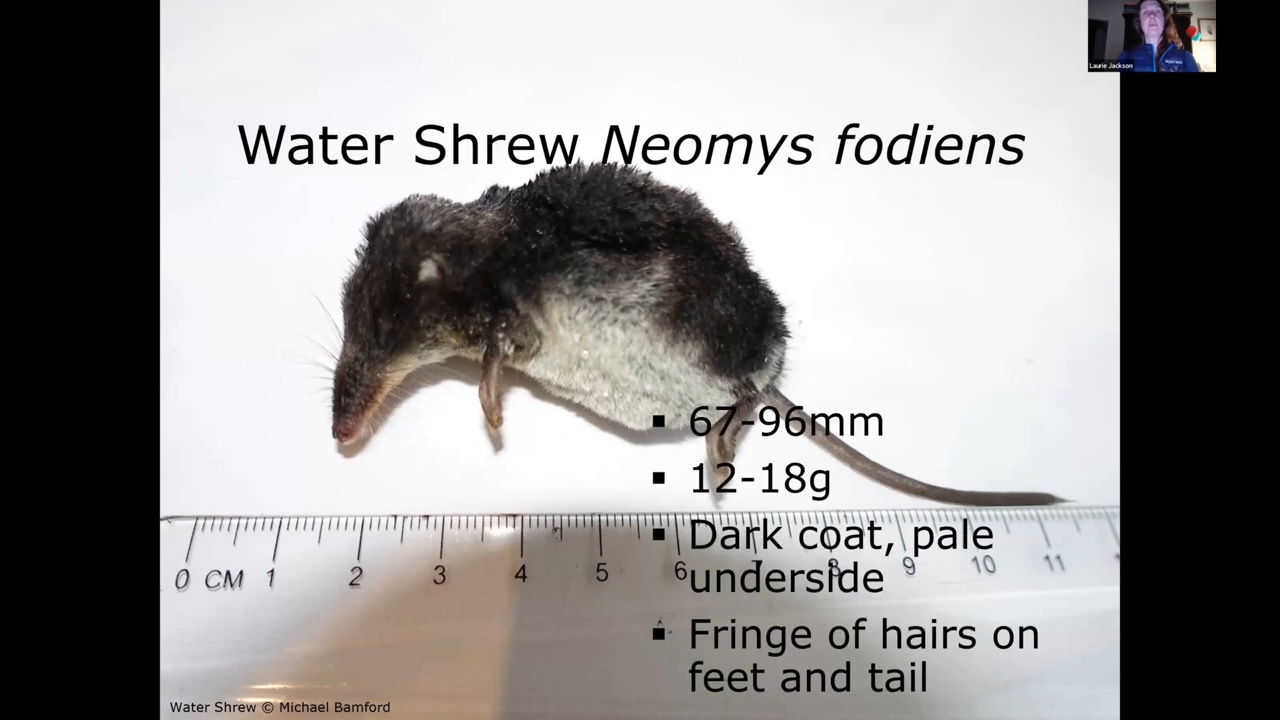 Laurie Jackson
Water Shrew Neomys fodiens
▪ 67-96mm
▪ 12-18g
▪ Dark coat, pale
underside
▪ Fringe of hairs on
feet and tail
0 CM 1 2 3 4 5 6 7 8 9 10 11
Water Shrew © Michael Bamford